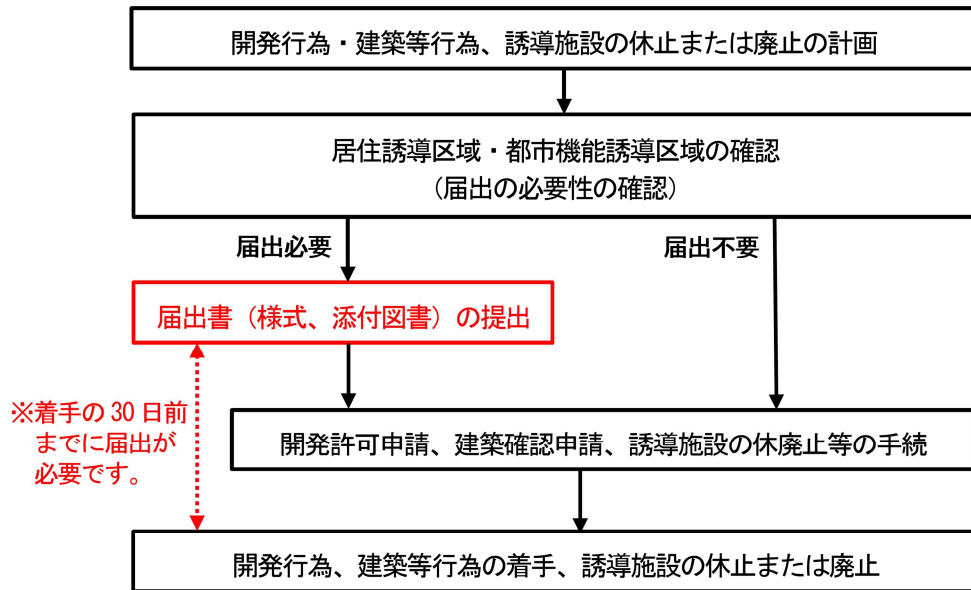 開発行為・建築等行為、誘導施設の休止または廃止の計画
居住誘導区域・都市機能誘導区域の確認
(届出の必要性の確認)
届出必要
届出不要
届出書（様式、添付図書）の提出
※着手の30日前
までに届出が
必要です。
開発許可申請、建築確認申請、誘導施設の休廃止等の手続
開発行為、建築等行為の着手、誘導施設の休止または廃止